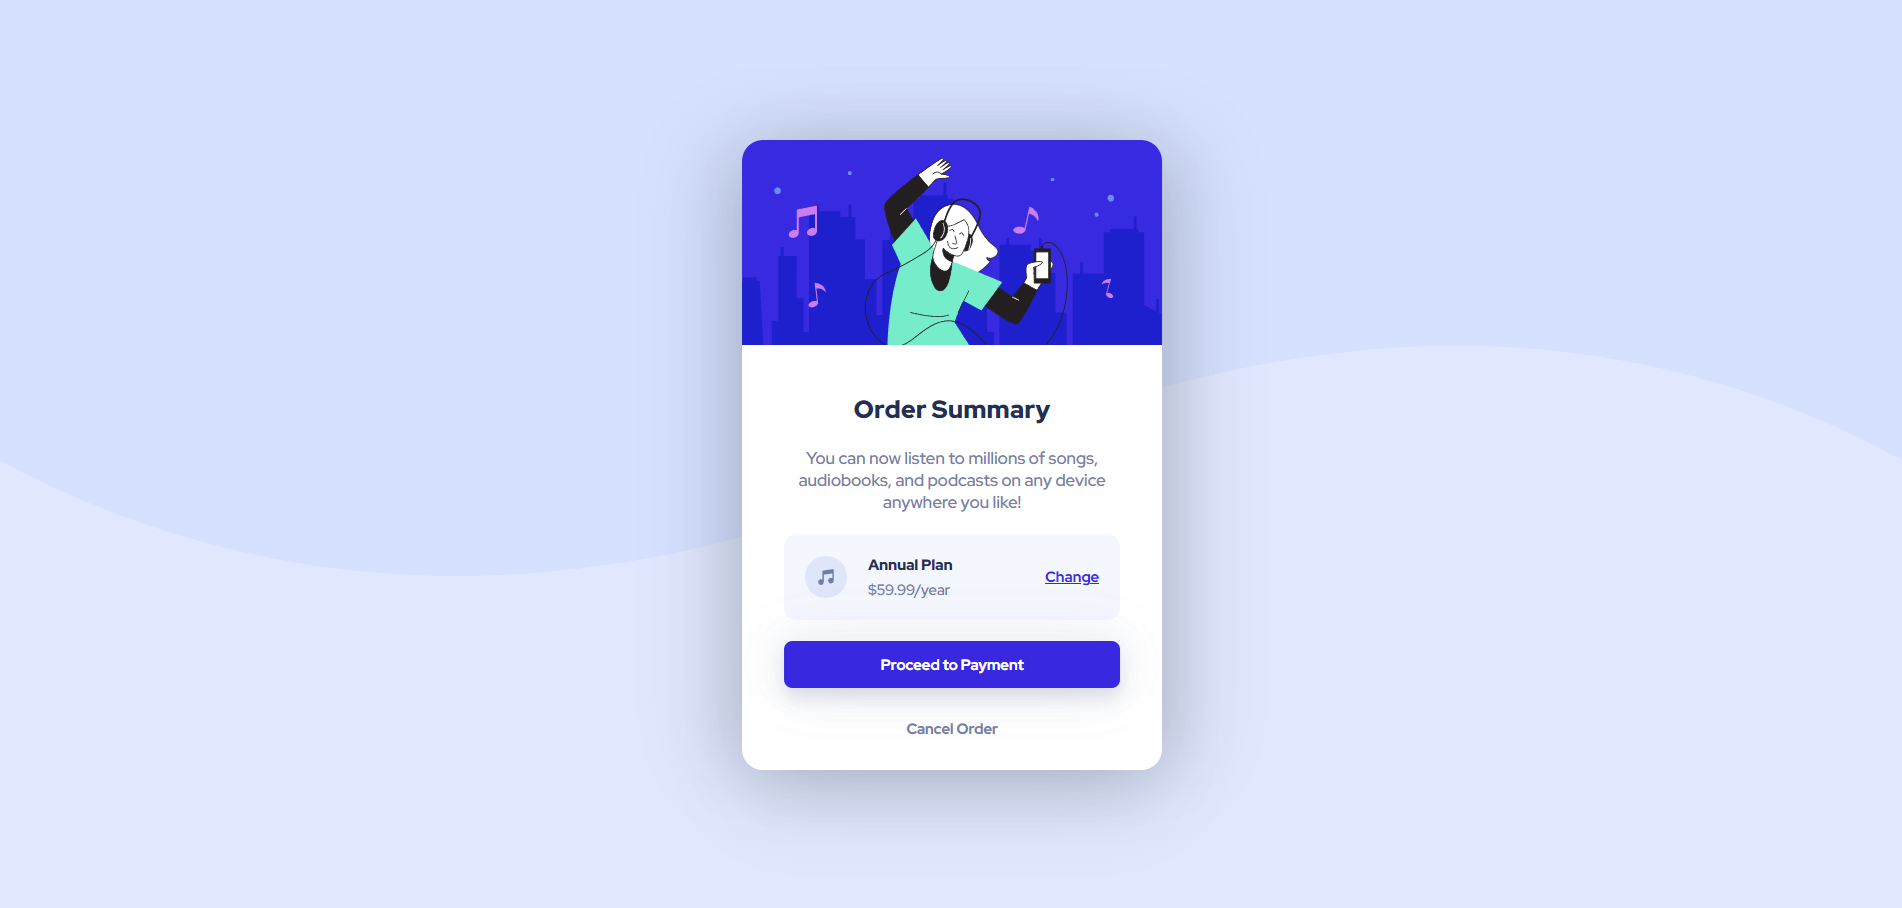 Order Summary
You can now listen to millions of songs,
audiobooks, and podcasts on any device
anywhere you like!
Annual Plan
$59.99/year
Change
Proceed to Payment
Cancel Order